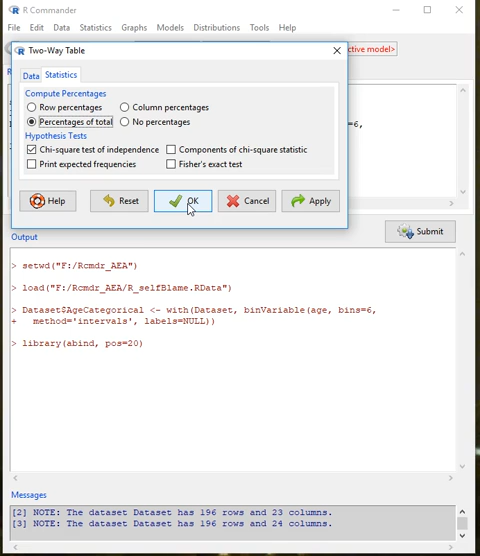 R Commander
File Edit Data Statistics Graphs Models Distributions Tools Help
Two-Way Table
ctive model>
Data Statistics
Compute Percentages
Row percentages Column percentages
Percentages of total No percentages
=6,
Hypothesis Tests
Chi-square test of independence Components of chi-square statistic
Print expected frequencies Fisher's exact test
Help Reset OK Cancel Apply
Submit
Output
> setwd("F:/Rcmdr_AEA")
> load("F:/Rcmdr_AEA/R_selfBlame.RData")
> Dataset$AgeCategorical <- with(Dataset, binVariable(age, bins=6,
+ method='intervals', labels=NULL))
> library(abind, pos=20)
Messages
[2] NOTE: The dataset Dataset has 196 rows and 23 columns.
[3] NOTE: The dataset Dataset has 196 rows and 24 columns.